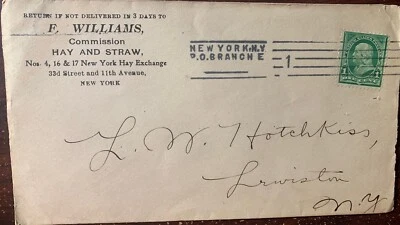 RETURN IF NOT DELIVERED IN 3 DAYS TO
F. WILLIAMS,
Commission
HAY AND STRAW,
Nos. 4, 16 & 17 New York Hay Exchange
33d Street and 11th Avenue,
NEW YORK
NEW YORK.N.Y
P.O. BRANCH E
1
1
L. W. Hotchkiss,
Lewiston
N.Y.